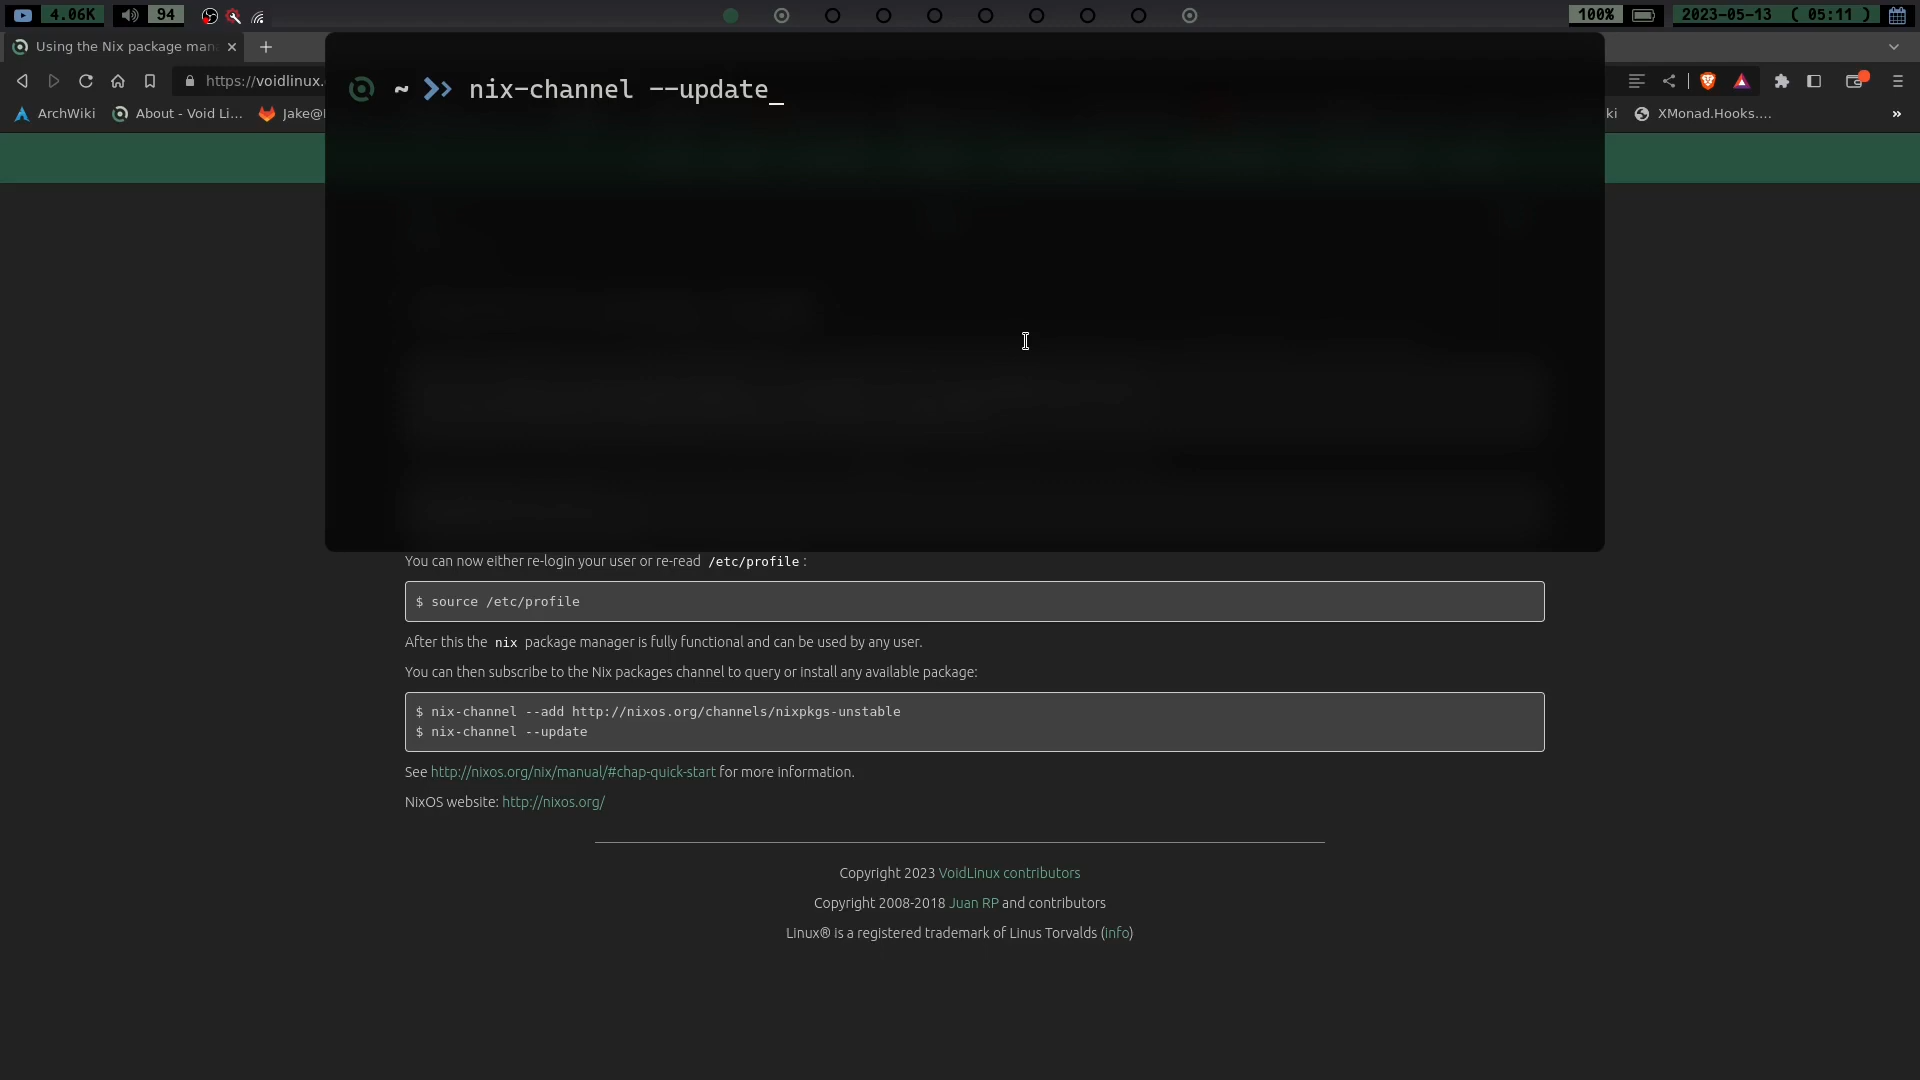 4.06K
94
100%
2023-05-13 ( 05:11 )
Using the Nix package man
https://voidlinux.
ArchWiki
About - Void Li...
Jake@
ki
XMonad.Hooks....
»
~ nix-channel --update_
You can now either re-login your user or re-read /etc/profile :
$ source /etc/profile
After this the nix package manager is fully functional and can be used by any user.
You can then subscribe to the Nix packages channel to query or install any available package:
$ nix-channel --add http://nixos.org/channels/nixpkgs-unstable
$ nix-channel --update
See http://nixos.org/nix/manual/#chap-quick-start for more information.
NixOS website: http://nixos.org/
Copyright 2023 VoidLinux contributors
Copyright 2008-2018 Juan RP and contributors
Linux® is a registered trademark of Linus Torvalds (info)